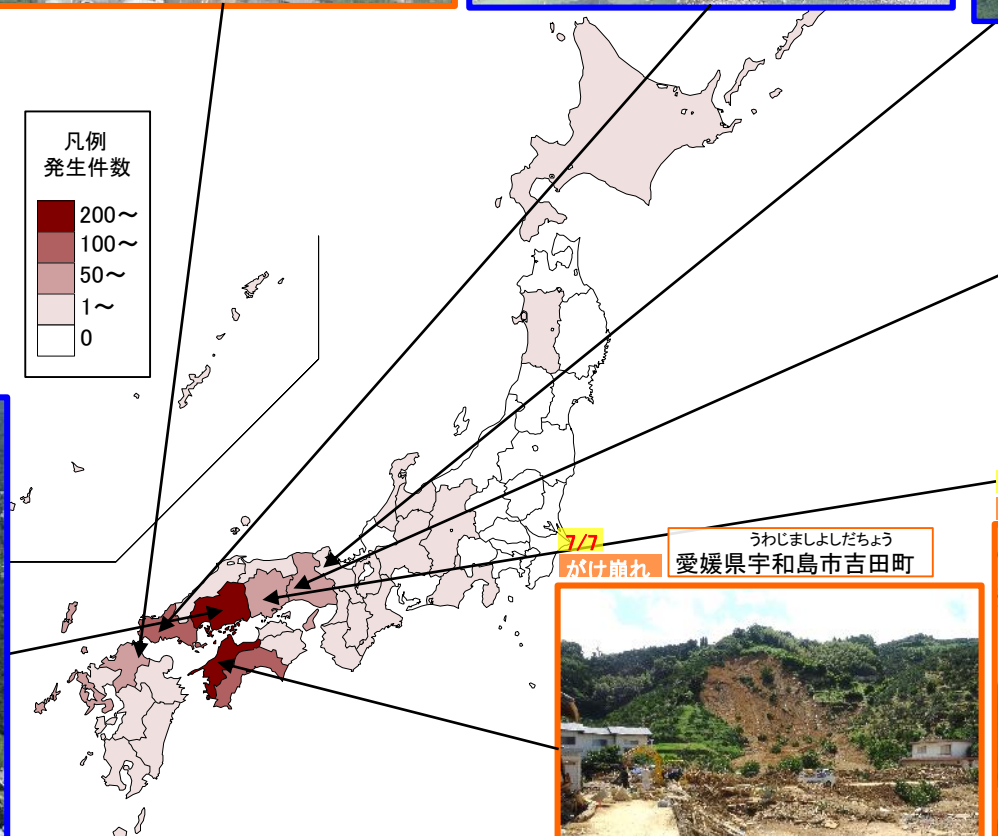 凡例
発生件数
200～
100～
50～
1～
0
7/7
がけ崩れ
うわじましよしだちょう
愛媛県宇和島市吉田町